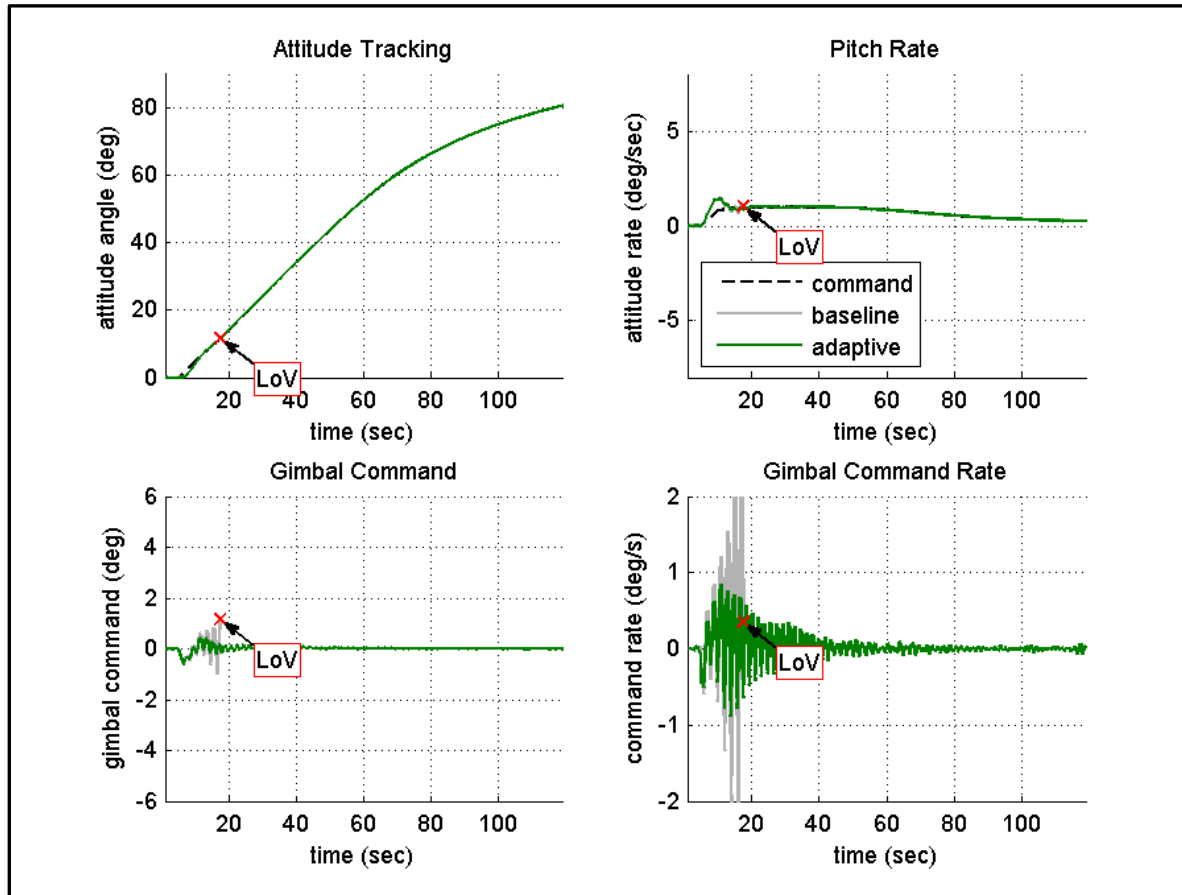 Attitude Tracking
attitude angle (deg)
80
60
40
20
0
20 40 60 80 100
time (sec)
LoV
Pitch Rate
attitude rate (deg/sec)
5
0
-5
20 40 60 80 100
time (sec)
LoV
command
baseline
adaptive
Gimbal Command
gimbal command (deg)
6
4
2
0
-2
-4
-6
20 40 60 80 100
time (sec)
LoV
Gimbal Command Rate
command rate (deg/s)
2
1
0
-1
-2
20 40 60 80 100
time (sec)
LoV